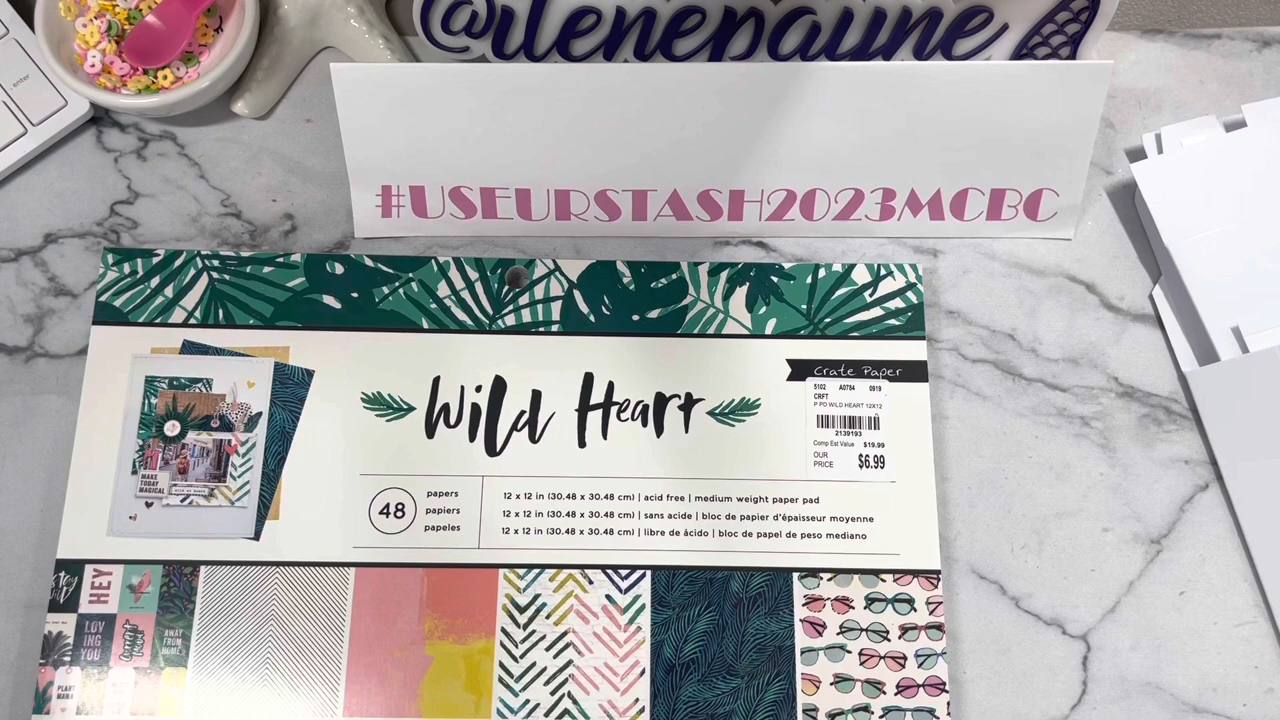 enter
@ilenepayne
#USEURSTASH2023MCBC
Crate Paper
5102 A0784 0919
CRFT
P PD WILD HEART 12X12
2139193
Comp Est Value $19.99
OUR PRICE $6.99
Wild Heart
MAKE
TODAY
MAGICAL
48
papers
papiers
papeles
12 x 12 in (30.48 x 30.48 cm) | acid free | medium weight paper pad
12 x 12 in (30.48 x 30.48 cm) | sans acide | bloc de papier d'épaisseur moyenne
12 x 12 in (30.48 x 30.48 cm) | libre de ácido | bloc de papel de peso mediano
HEY
LOV
ING
YOU
AWAY
FROM
HOME
PLANT